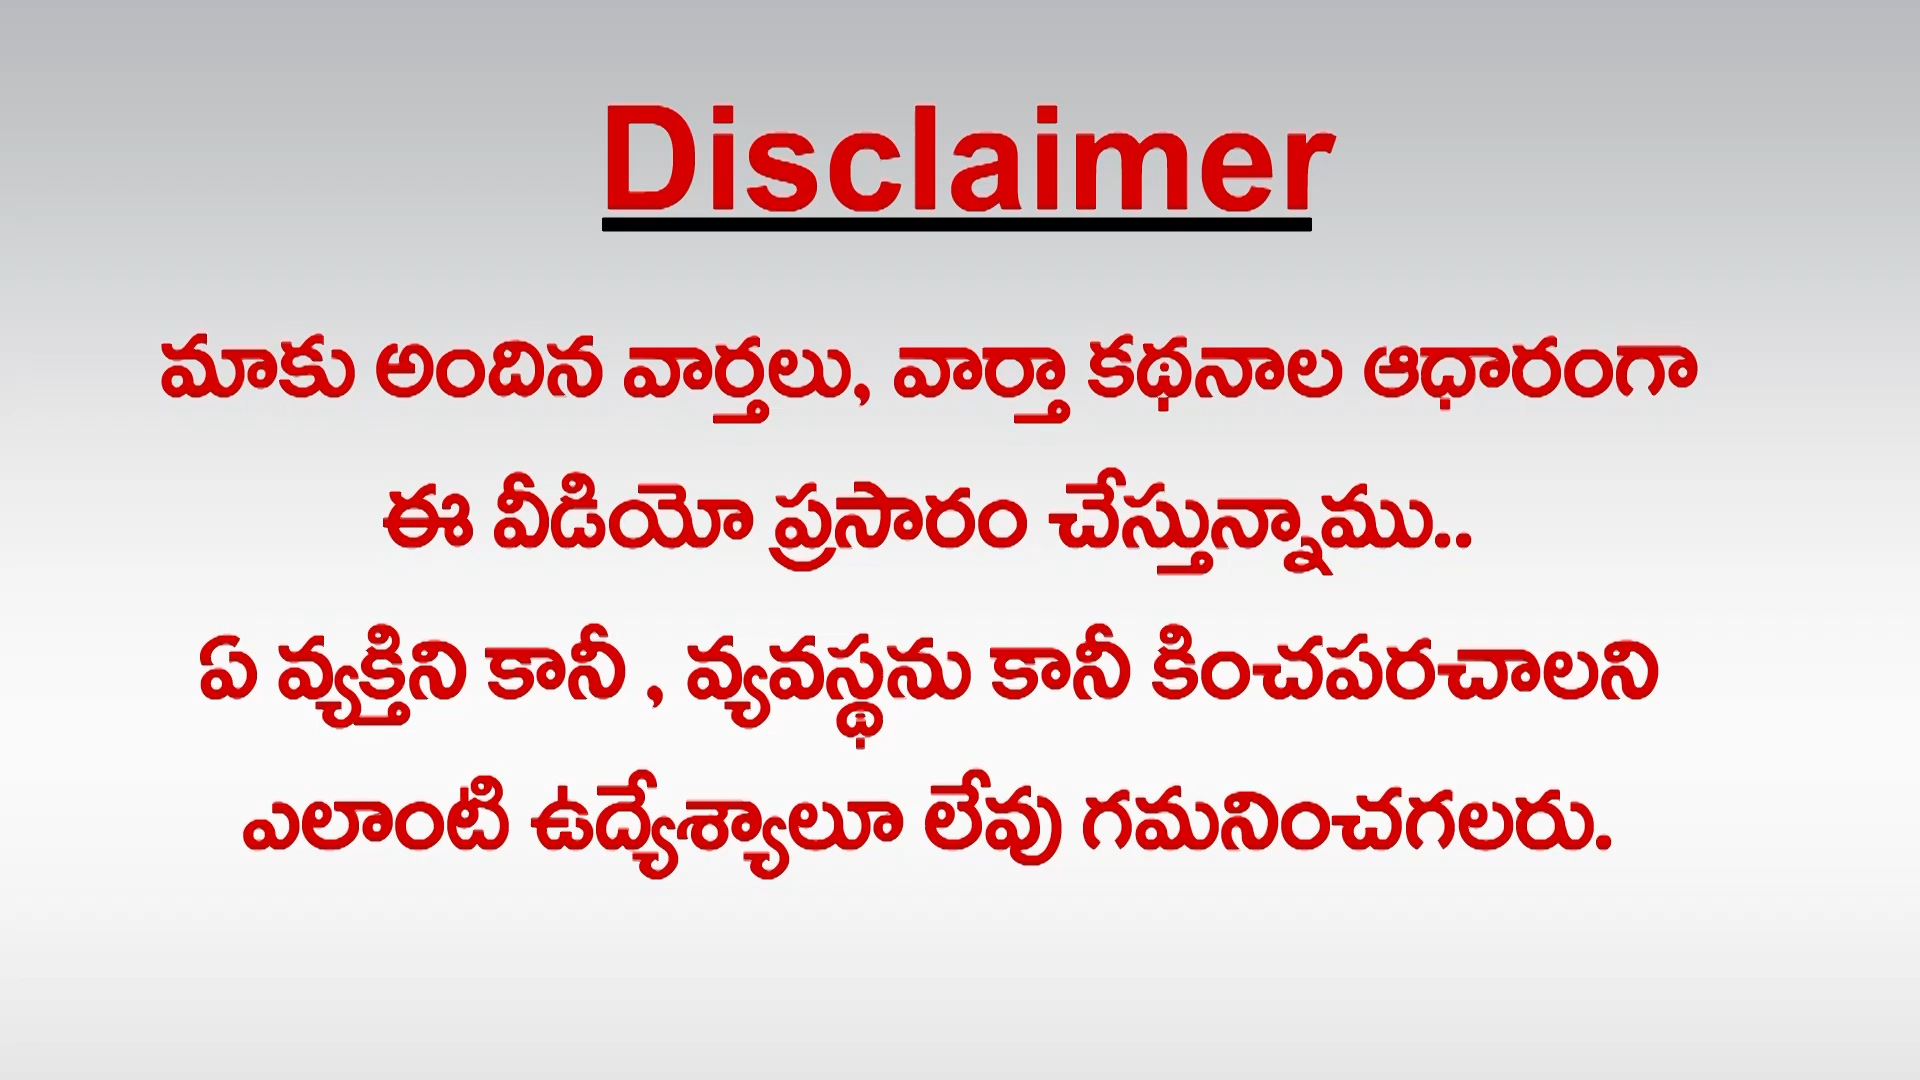 Disclaimer
మాకు అందిన వార్తలు, వార్తా కథనాల ఆధారంగా
ఈ వీడియో ప్రసారం చేస్తున్నాము..
ఏ వ్యక్తిని కానీ , వ్యవస్థను కానీ కించపరచాలని
ఎలాంటి ఉద్యేశ్యాలూ లేవు గమనించగలరు.